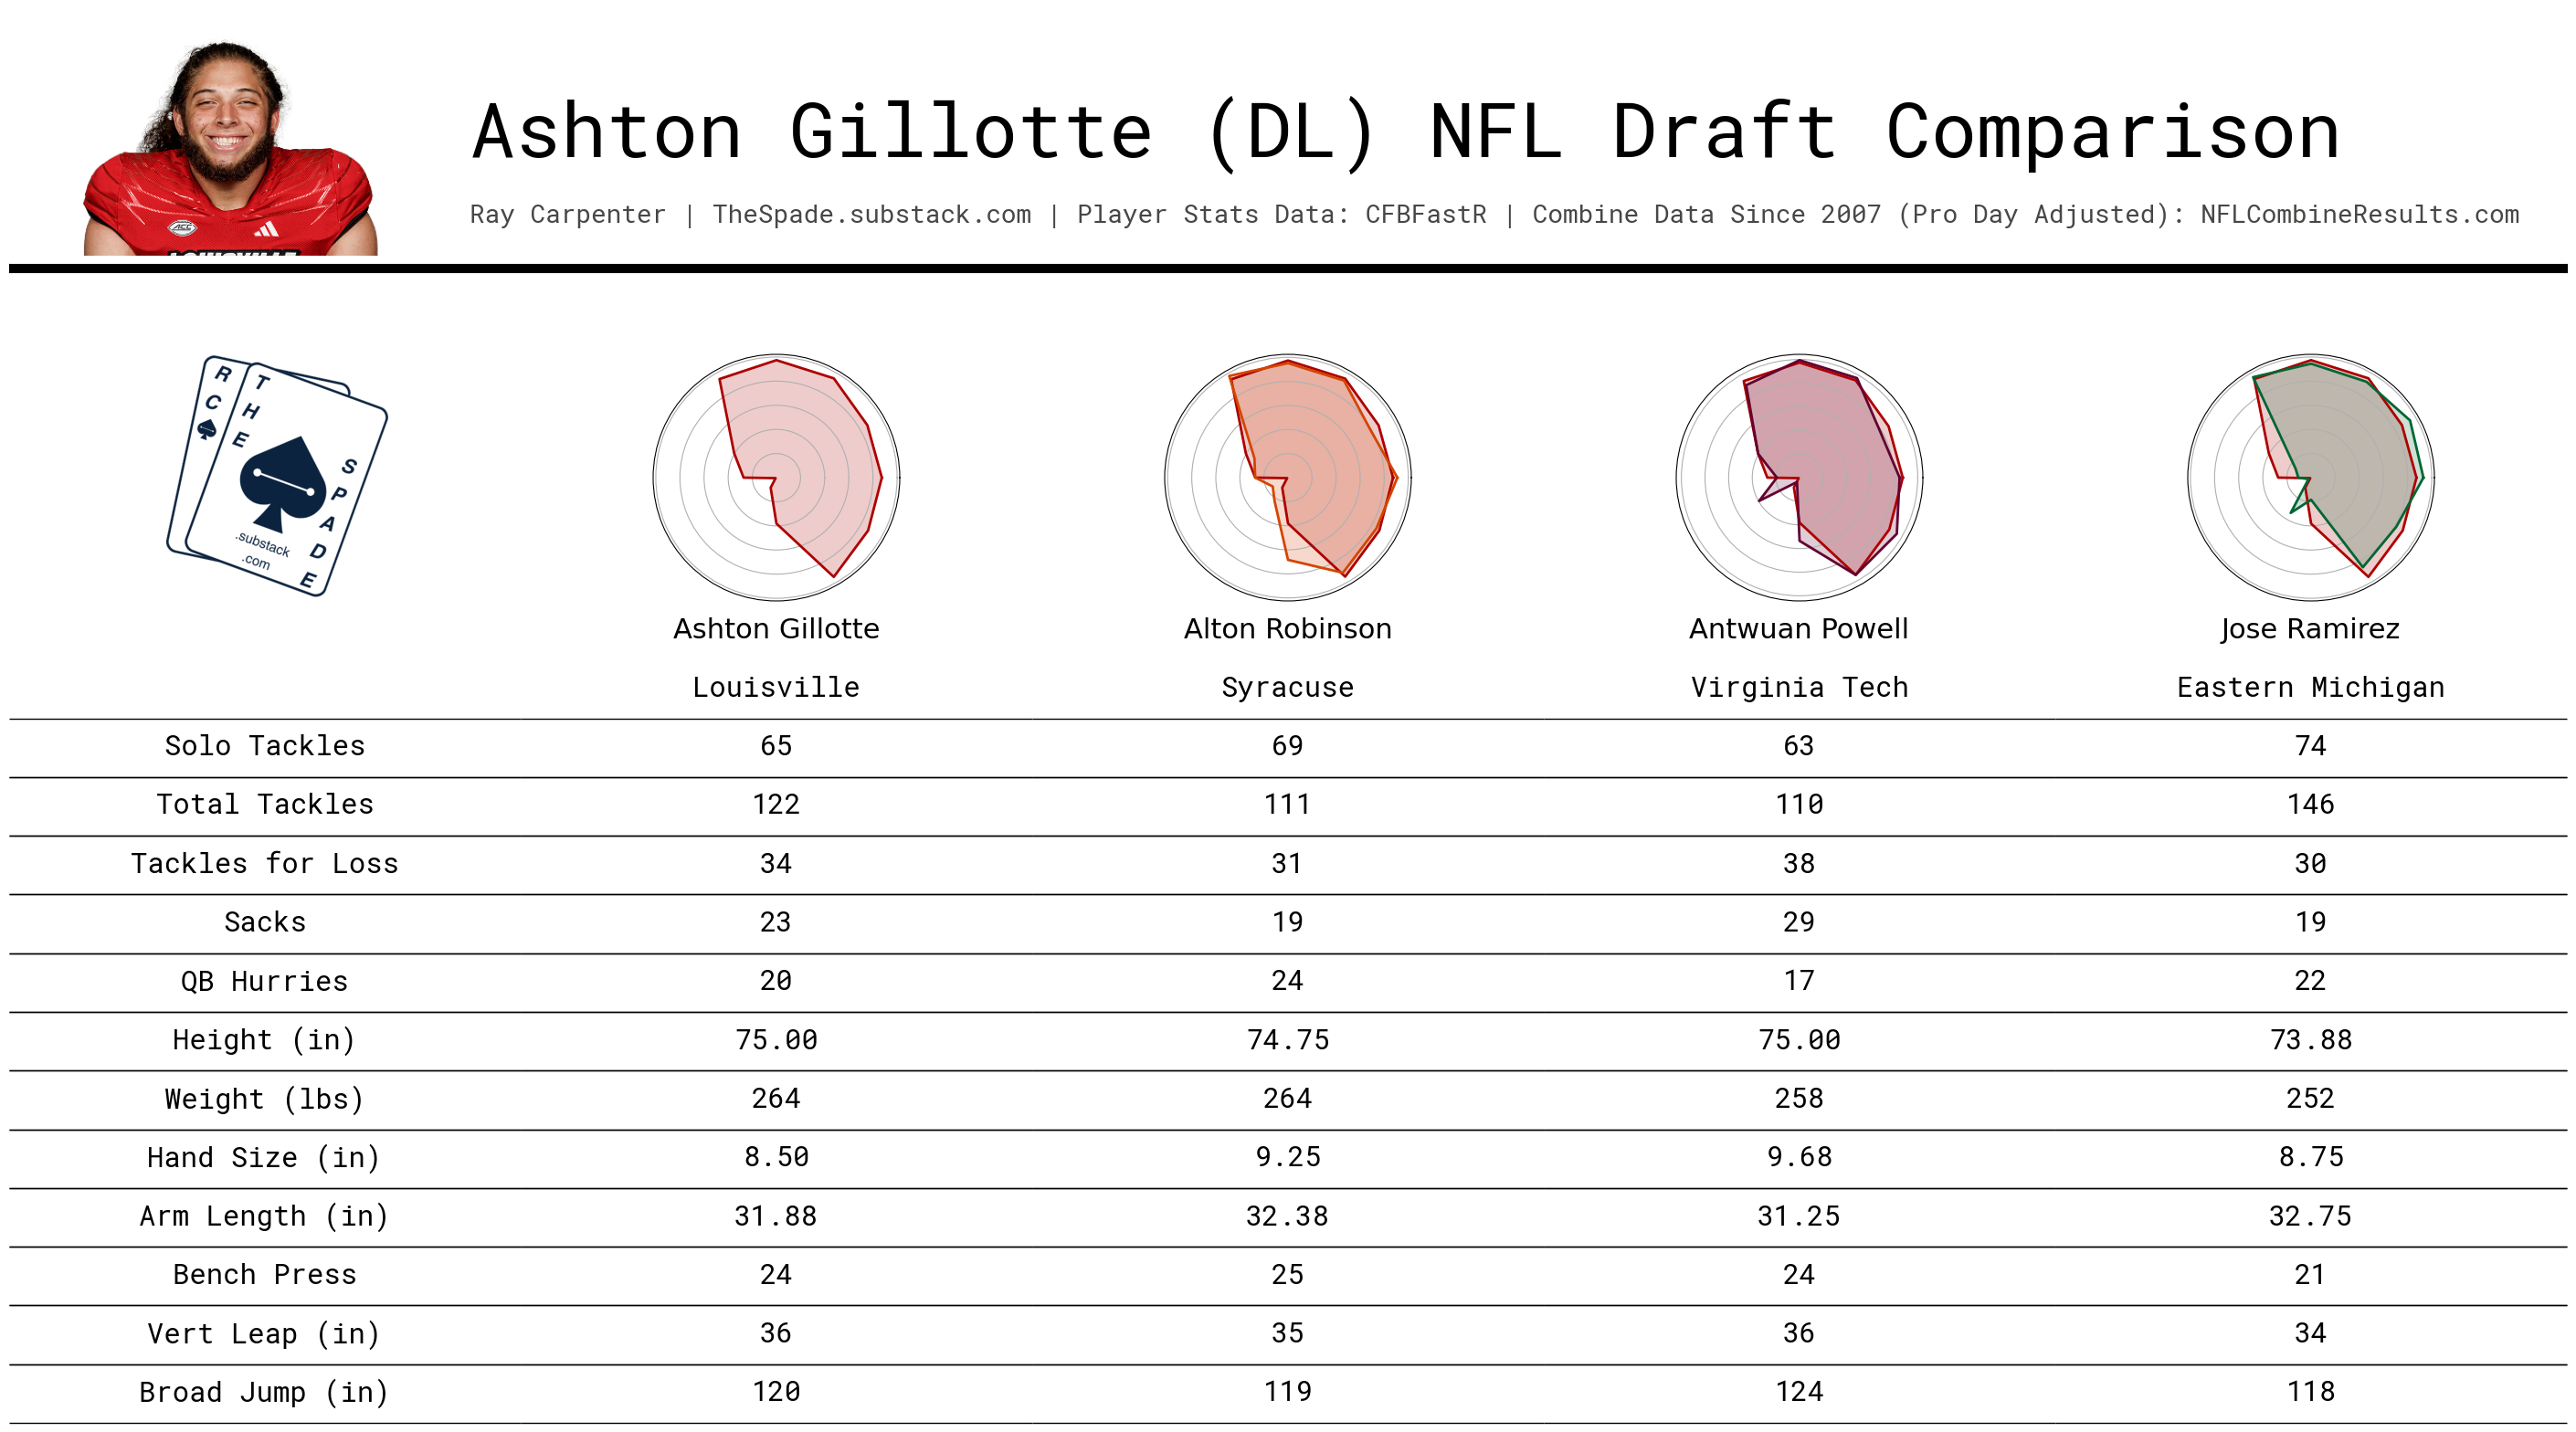 Ashton Gillotte (DL) NFL Draft Comparison
Ray Carpenter | TheSpade.substack.com | Player Stats Data: CFBFastR | Combine Data Since 2007 (Pro Day Adjusted): NFLCombineResults.com
ACC
LOUISVILLE
RC
THE
SPADE
.substack
.com
Ashton Gillotte Alton Robinson Antwuan Powell Jose Ramirez
Louisville Syracuse Virginia Tech Eastern Michigan
Solo Tackles 65 69 63 74
Total Tackles 122 111 110 146
Tackles for Loss 34 31 38 30
Sacks 23 19 29 19
QB Hurries 20 24 17 22
Height (in) 75.00 74.75 75.00 73.88
Weight (lbs) 264 264 258 252
Hand Size (in) 8.50 9.25 9.68 8.75
Arm Length (in) 31.88 32.38 31.25 32.75
Bench Press 24 25 24 21
Vert Leap (in) 36 35 36 34
Broad Jump (in) 120 119 124 118